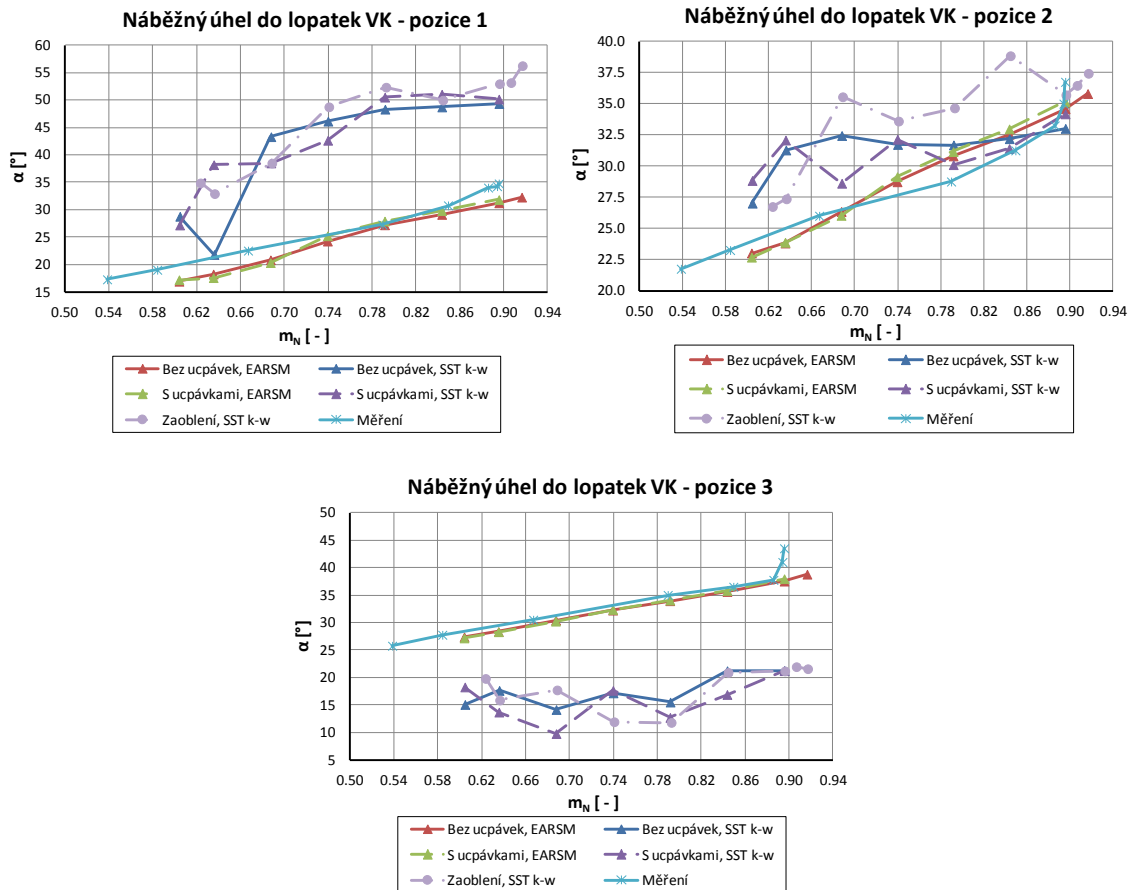 Náběžný úhel do lopatek VK - pozice 1
60
55
50
45
40
35
30
25
20
15
α [°]
0.50 0.54 0.58 0.62 0.66 0.70 0.74 0.78 0.82 0.86 0.90 0.94
mN [ - ]
Bez ucpávek, EARSM Bez ucpávek, SST k-w
S ucpávkami, EARSM S ucpávkami, SST k-w
Zaoblení, SST k-w Měření
Náběžný úhel do lopatek VK - pozice 2
40.0
37.5
35.0
32.5
30.0
27.5
25.0
22.5
20.0
α [°]
0.50 0.54 0.58 0.62 0.66 0.70 0.74 0.78 0.82 0.86 0.90 0.94
mN [ - ]
Bez ucpávek, EARSM Bez ucpávek, SST k-w
S ucpávkami, EARSM S ucpávkami, SST k-w
Zaoblení, SST k-w Měření
Náběžný úhel do lopatek VK - pozice 3
50
45
40
35
30
25
20
15
10
5
α [°]
0.50 0.54 0.58 0.62 0.66 0.70 0.74 0.78 0.82 0.86 0.90 0.94
mN [ - ]
Bez ucpávek, EARSM Bez ucpávek, SST k-w
S ucpávkami, EARSM S ucpávkami, SST k-w
Zaoblení, SST k-w Měření